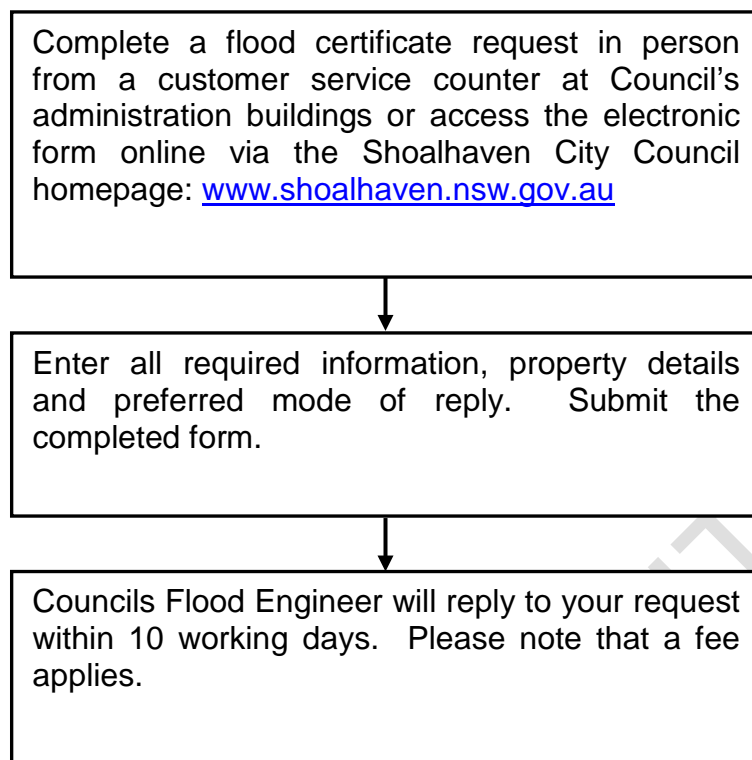 Complete a flood certificate request in person
from a customer service counter at Council's
administration buildings or access the electronic
form online via the Shoalhaven City Council
homepage: www.shoalhaven.nsw.gov.au
Enter all required information, property details
and preferred mode of reply. Submit the
completed form.
Councils Flood Engineer will reply to your request
within 10 working days. Please note that a fee
applies.